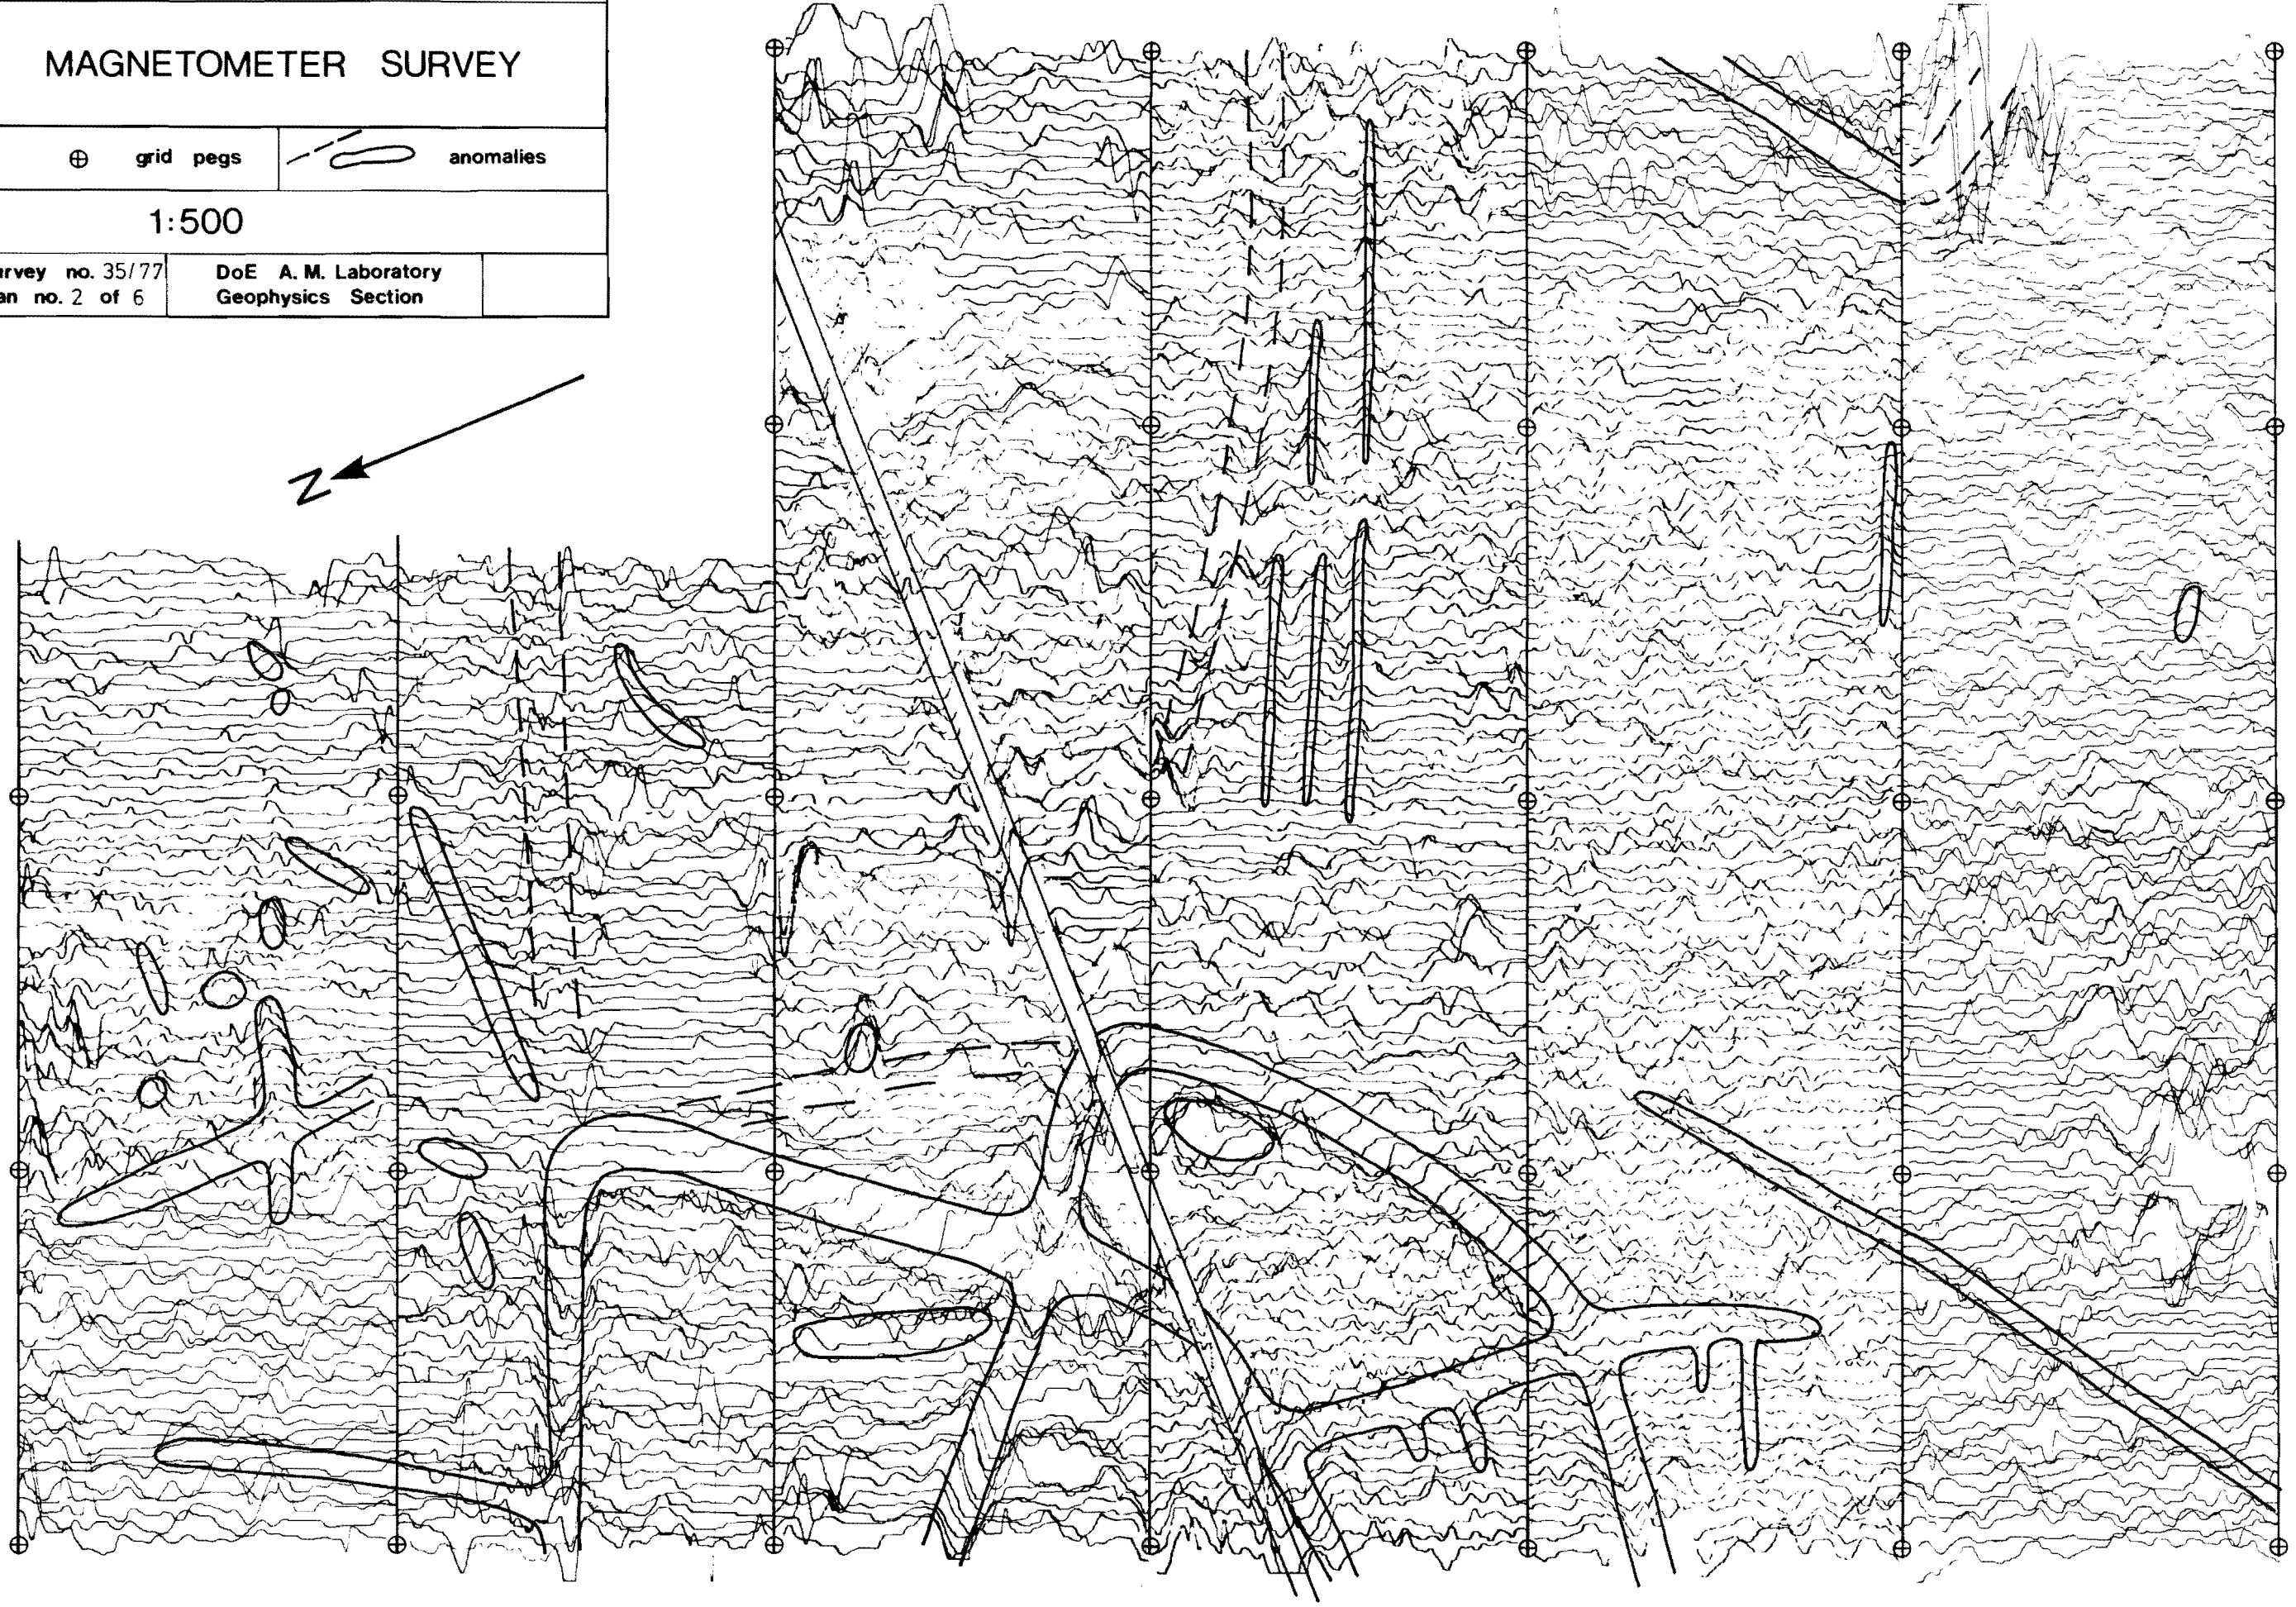 MAGNETOMETER SURVEY
⊕ grid pegs anomalies
1:500
rvey no. 35/77 DoE A. M. Laboratory
an no. 2 of 6 Geophysics Section
N